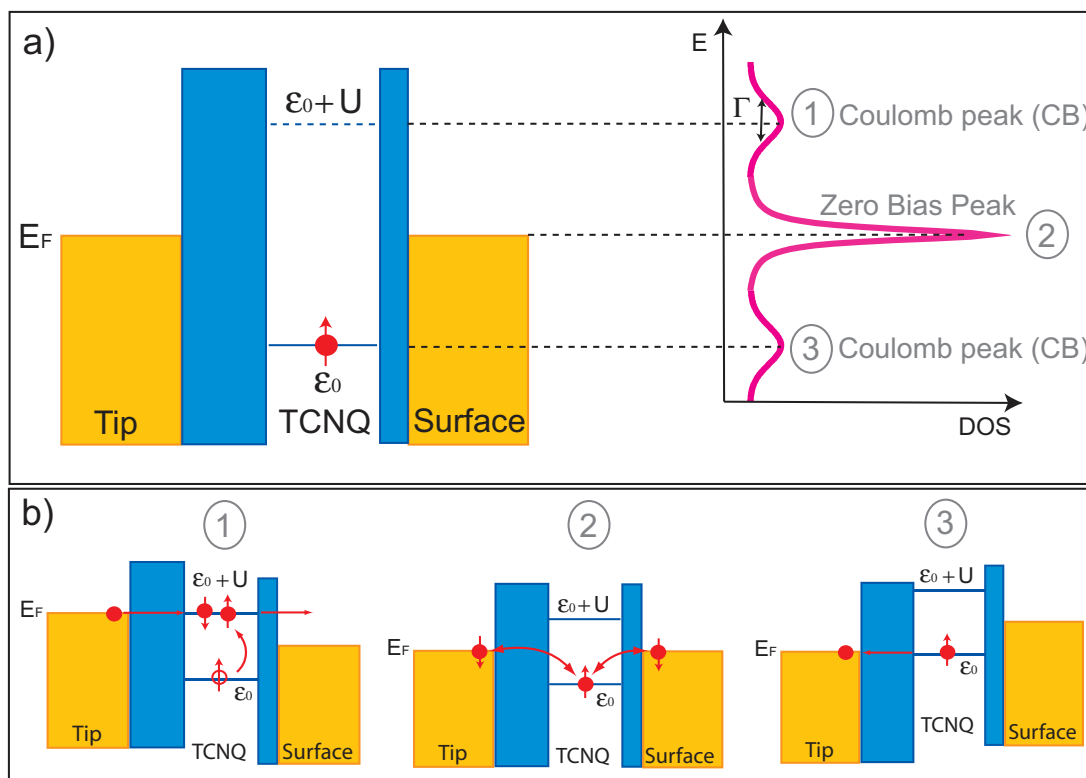 a)
E
ε0+U
Γ
1 Coulomb peak (CB)
Zero Bias Peak
EF
2
3 Coulomb peak (CB)
ε0
Tip TCNQ Surface
DOS
b)
1 2 3
ε0+U
ε0+U
ε0+U
EF
EF
EF
ε0
ε0
ε0
Tip TCNQ Surface
Tip TCNQ Surface
Tip TCNQ Surface